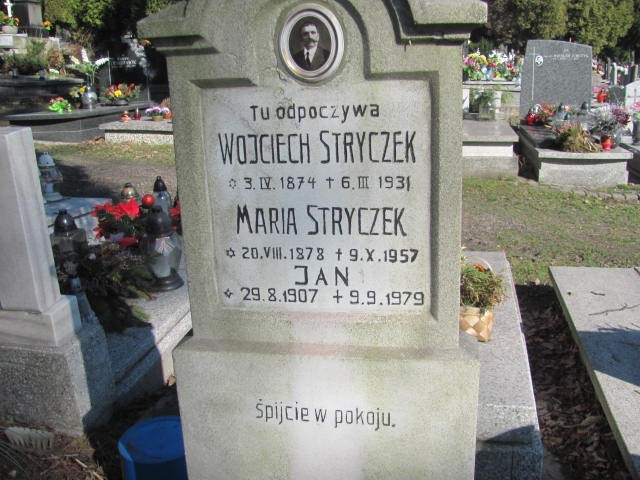 Tu odpoczywa
WOJCIECH STRYCZEK
☆ 3.IV.1874 + 6.III.1931
MARIA STRYCZEK
☆ 20.VIII.1878 + 9.X.1957
JAN
☆ 29.8.1907 + 9.9.1979
Śpijcie w pokoju.